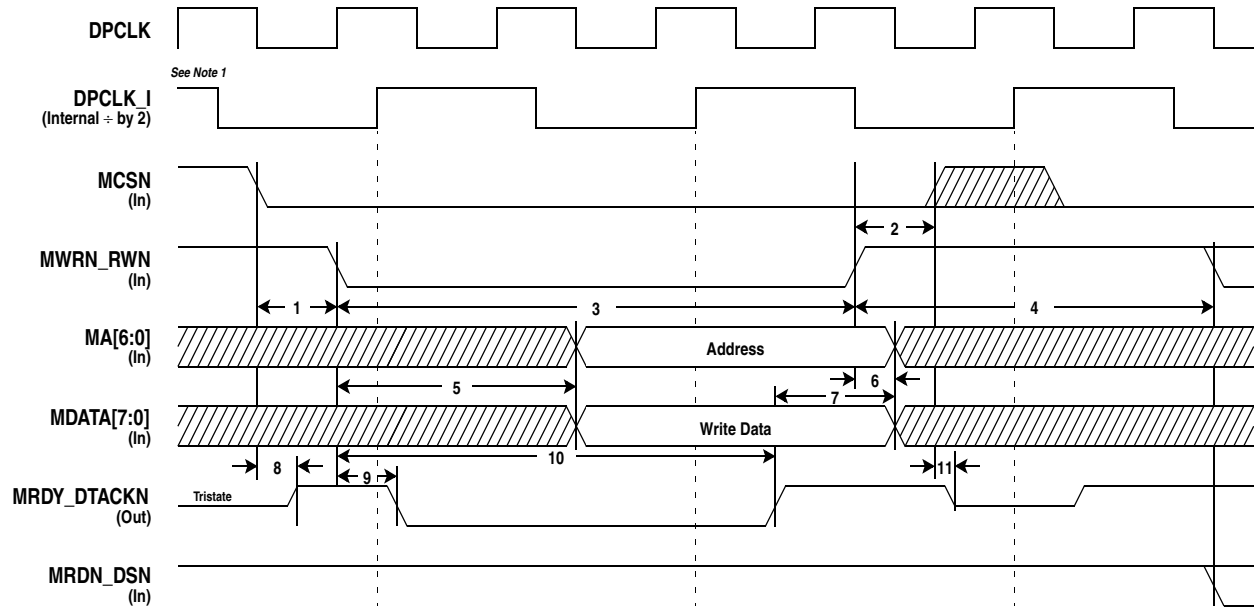 DPCLK
See Note 1
DPCLK_I
(Internal ÷ by 2)
MCSN
(In)
2
MWRN_RWN
(In)
1
3
4
MA[6:0]
(In)
Address
5
6
7
MDATA[7:0]
(In)
Write Data
10
8
9
11
MRDY_DTACKN
(Out)
Tristate
MRDN_DSN
(In)